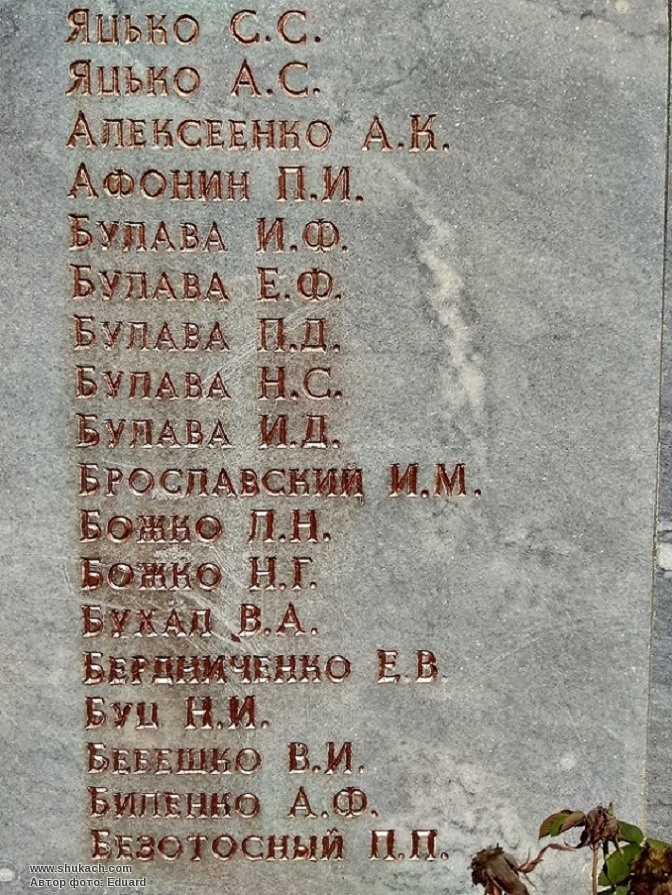 Яцько С.С.
Яцько А.С.
Алексеенко А.К.
Афонин П.И.
Булава И.Ф.
Булава Е.Ф.
Булава П.Д.
Булава Н.С.
Булава И.Д.
Брославский И.М.
Божко Л.Н.
Божко Н.Г.
Бухал В.А.
Бердниченко Е.В.
Буц Н.И.
Бебешко В.И.
Биленко А.Ф.
Безотосный П.П.
www.shukach.com
Автор фото: Eduard